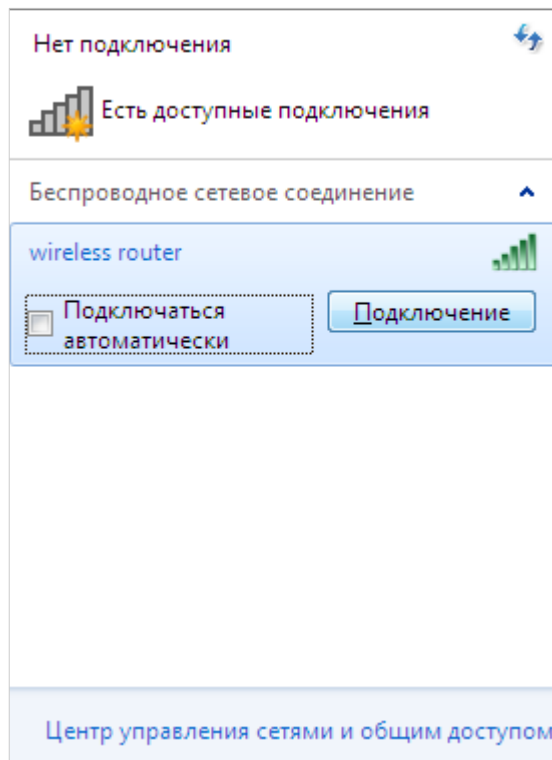 Нет подключения
Есть доступные подключения
Беспроводное сетевое соединение
wireless router
Подключаться
автоматически
Подключение
Центр управления сетями и общим доступом